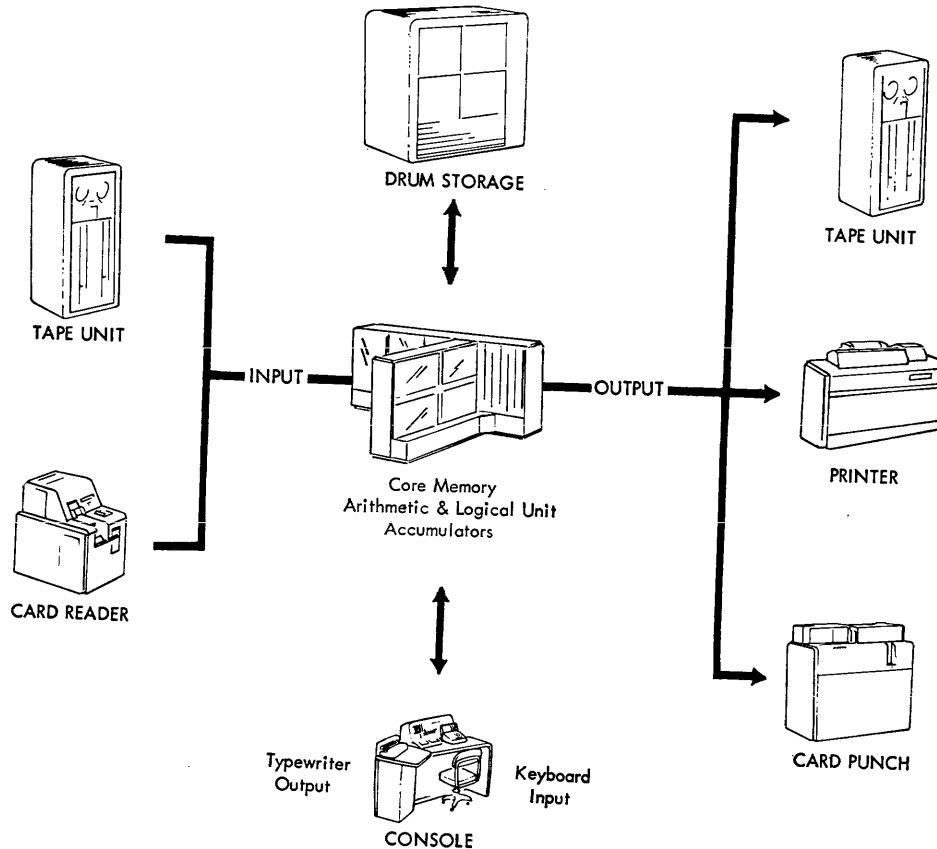 DRUM STORAGE
TAPE UNIT
TAPE UNIT
INPUT
OUTPUT
PRINTER
Core Memory
Arithmetic & Logical Unit
Accumulators
CARD READER
Typewriter
Output
Keyboard
Input
CARD PUNCH
CONSOLE